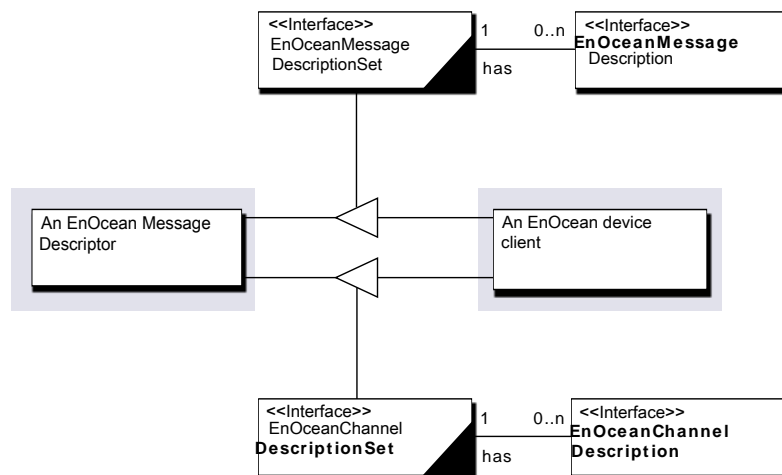 <<Interface>>
EnOceanMessage
DescriptionSet
1
0..n
has
<<Interface>>
EnOceanMessage
Description
An EnOcean Message
Descriptor
An EnOcean device
client
<<Interface>>
EnOceanChannel
DescriptionSet
1
0..n
has
<<Interface>>
EnOceanChannel
Description